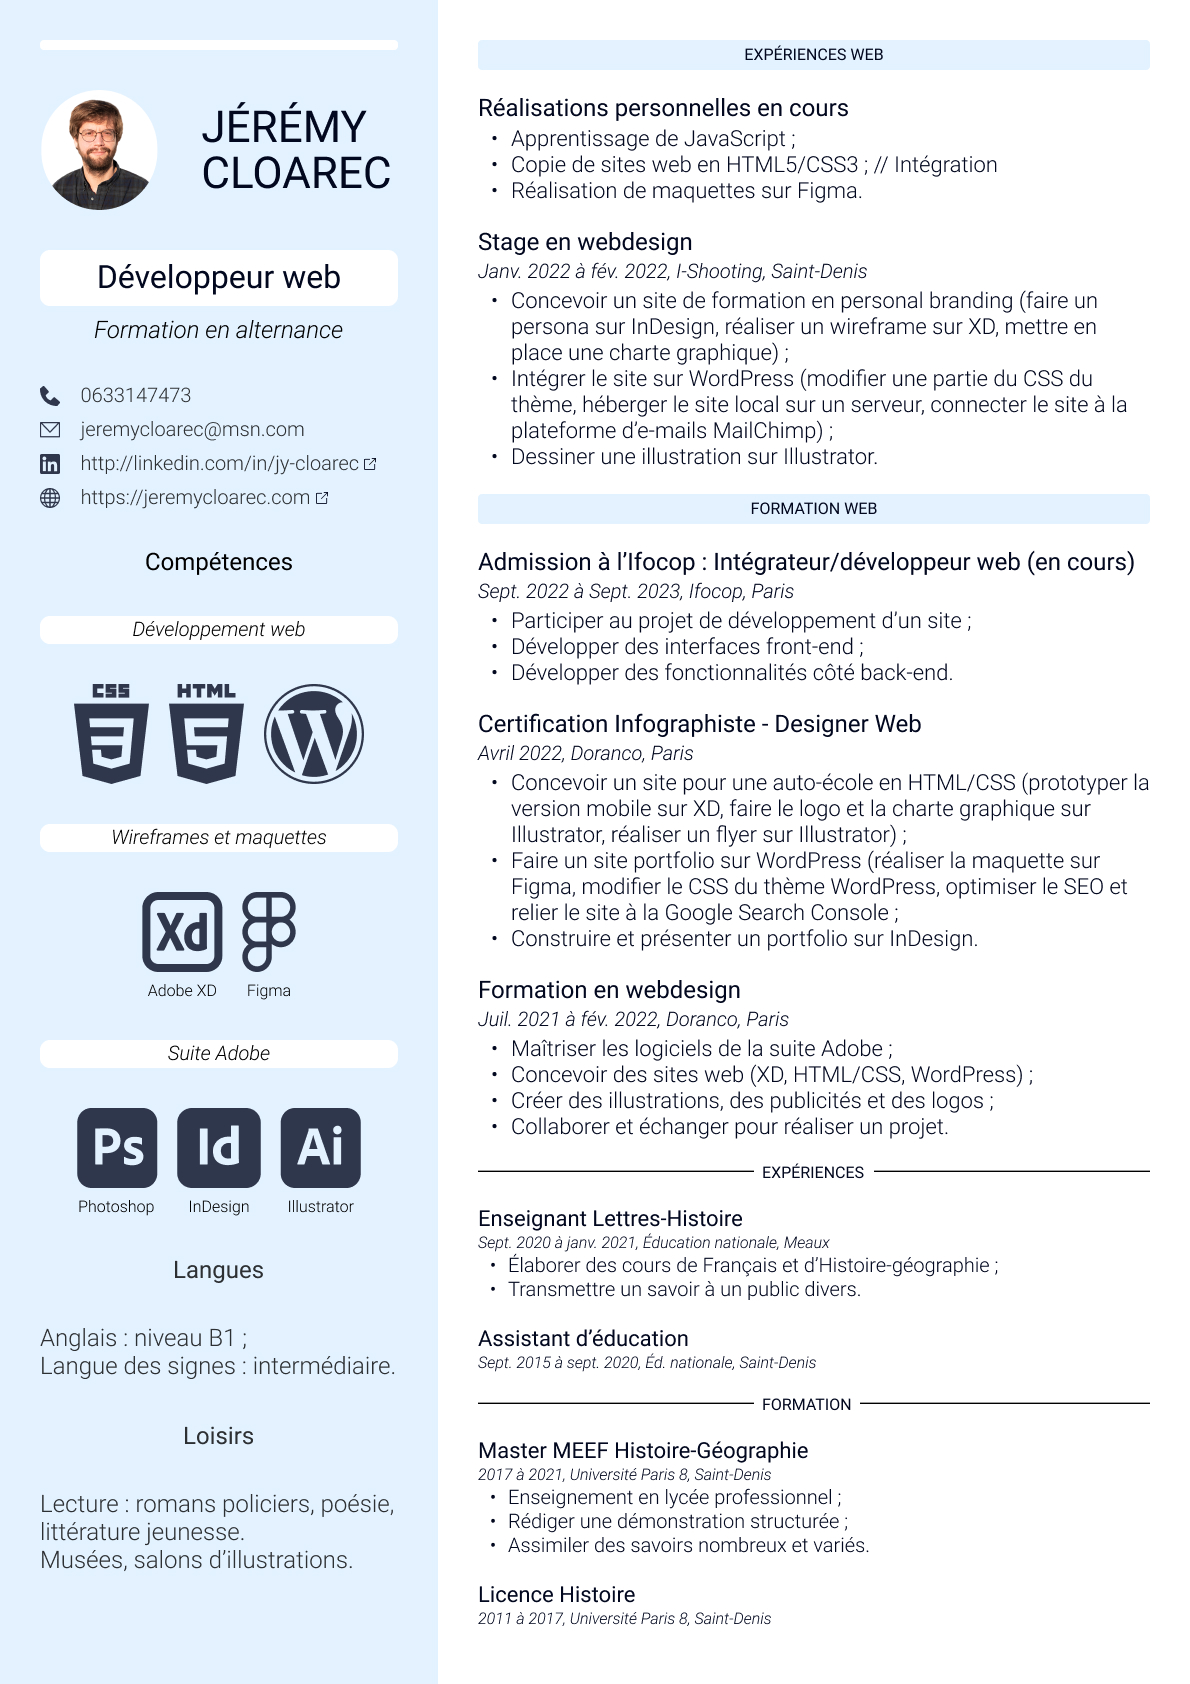 JÉRÉMY
CLOAREC
Développeur web
Formation en alternance
0633147473
jeremycloarec@msn.com
http://linkedin.com/in/jy-cloarec
https://jeremycloarec.com
Compétences
Développement web
CSS HTML
3 5 W
Wireframes et maquettes
Xd
Adobe XD Figma
Suite Adobe
Ps Id Ai
Photoshop InDesign Illustrator
Langues
Anglais : niveau B1 ;
Langue des signes : intermédiaire.
Loisirs
Lecture : romans policiers, poésie,
littérature jeunesse.
Musées, salons d’illustrations.
EXPÉRIENCES WEB
Réalisations personnelles en cours
• Apprentissage de JavaScript ;
• Copie de sites web en HTML5/CSS3 ; // Intégration
• Réalisation de maquettes sur Figma.
Stage en webdesign
Janv. 2022 à fév. 2022, I-Shooting, Saint-Denis
• Concevoir un site de formation en personal branding (faire un
persona sur InDesign, réaliser un wireframe sur XD, mettre en
place une charte graphique) ;
• Intégrer le site sur WordPress (modifier une partie du CSS du
thème, héberger le site local sur un serveur, connecter le site à la
plateforme d’e-mails MailChimp) ;
• Dessiner une illustration sur Illustrator.
FORMATION WEB
Admission à l’Ifocop : Intégrateur/développeur web (en cours)
Sept. 2022 à Sept. 2023, Ifocop, Paris
• Participer au projet de développement d’un site ;
• Développer des interfaces front-end ;
• Développer des fonctionnalités côté back-end.
Certification Infographiste - Designer Web
Avril 2022, Doranco, Paris
• Concevoir un site pour une auto-école en HTML/CSS (prototyper la
version mobile sur XD, faire le logo et la charte graphique sur
Illustrator, réaliser un flyer sur Illustrator) ;
• Faire un site portfolio sur WordPress (réaliser la maquette sur
Figma, modifier le CSS du thème WordPress, optimiser le SEO et
relier le site à la Google Search Console ;
• Construire et présenter un portfolio sur InDesign.
Formation en webdesign
Juil. 2021 à fév. 2022, Doranco, Paris
• Maîtriser les logiciels de la suite Adobe ;
• Concevoir des sites web (XD, HTML/CSS, WordPress) ;
• Créer des illustrations, des publicités et des logos ;
• Collaborer et échanger pour réaliser un projet.
EXPÉRIENCES
Enseignant Lettres-Histoire
Sept. 2020 à janv. 2021, Éducation nationale, Meaux
• Élaborer des cours de Français et d’Histoire-géographie ;
• Transmettre un savoir à un public divers.
Assistant d’éducation
Sept. 2015 à sept. 2020, Éd. nationale, Saint-Denis
FORMATION
Master MEEF Histoire-Géographie
2017 à 2021, Université Paris 8, Saint-Denis
• Enseignement en lycée professionnel ;
• Rédiger une démonstration structurée ;
• Assimiler des savoirs nombreux et variés.
Licence Histoire
2011 à 2017, Université Paris 8, Saint-Denis